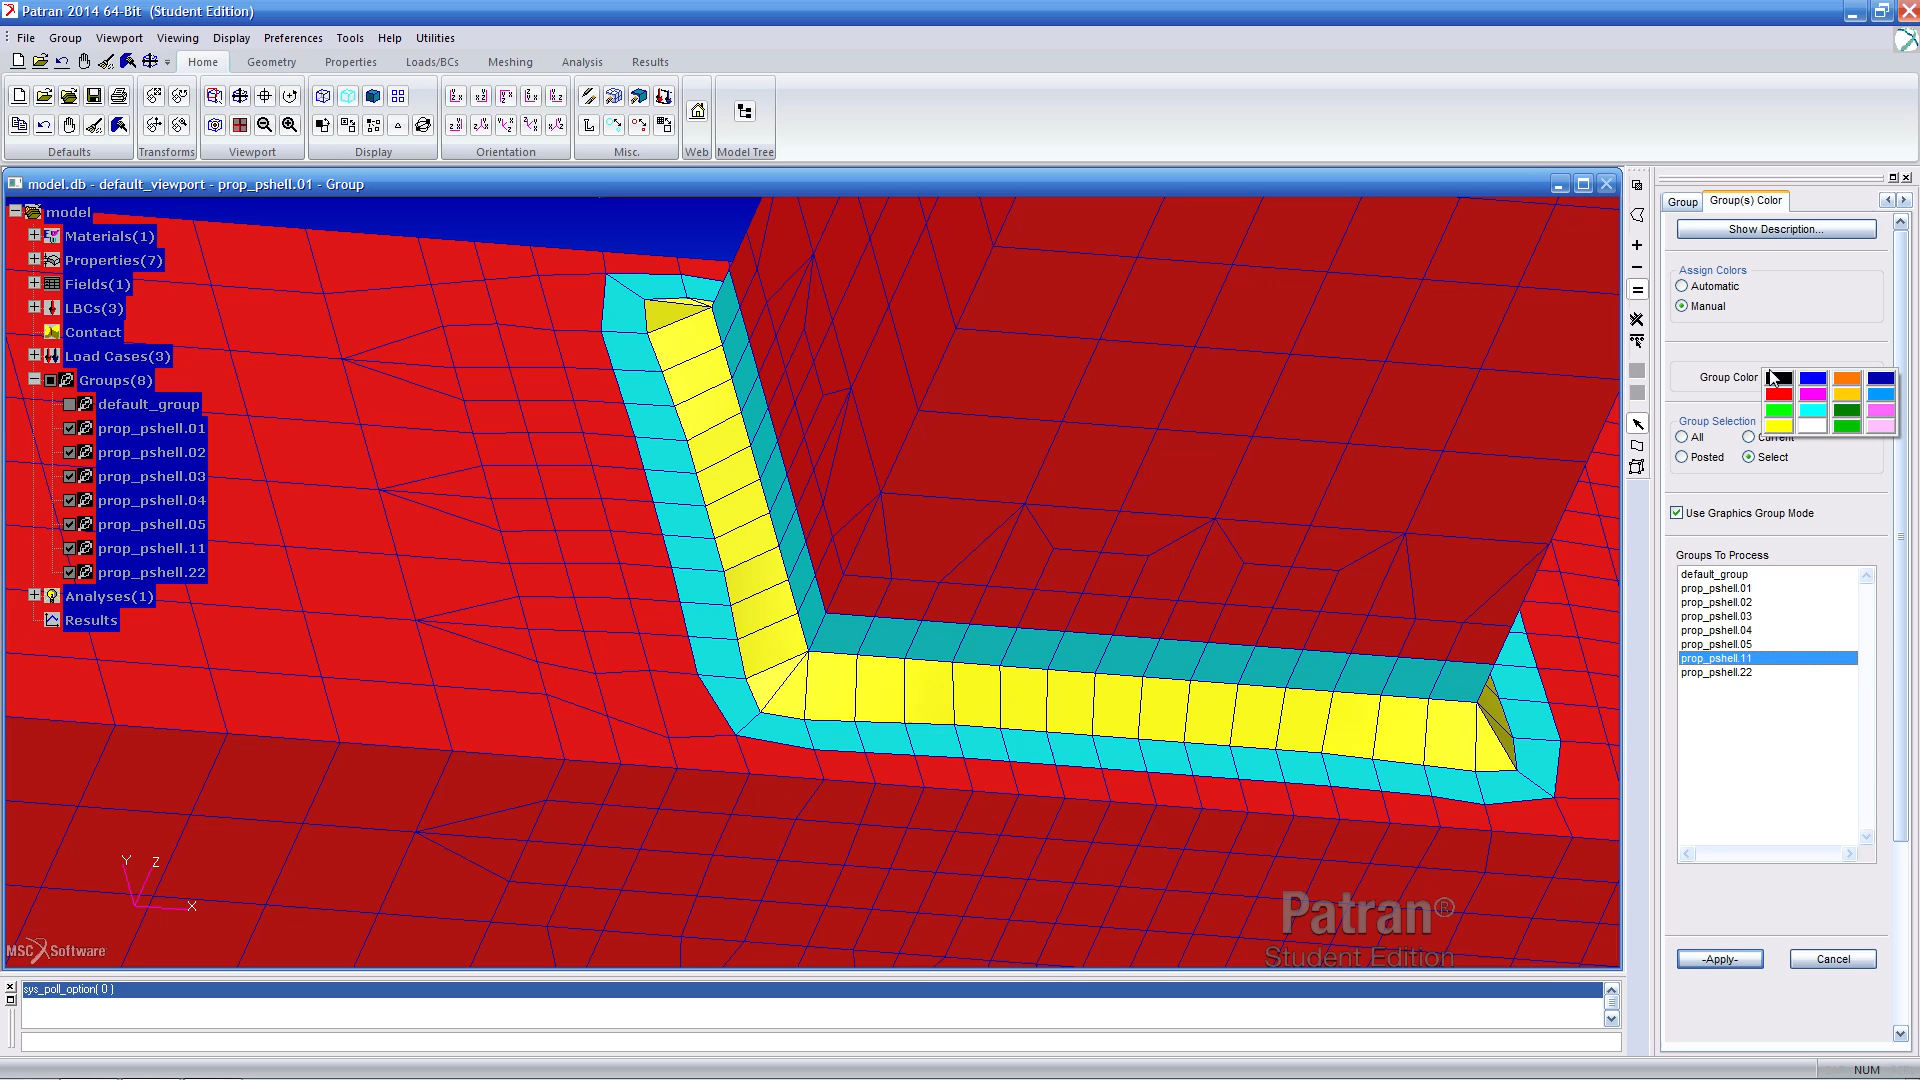 Patran 2014 64-Bit (Student Edition)
File Group Viewport Viewing Display Preferences Tools Help Utilities
Home Geometry Properties Loads/BCs Meshing Analysis Results
Defaults Transforms Viewport Display Orientation Misc. Web Model Tree
model.db - default_viewport - prop_pshell.01 - Group
model
Materials(1)
Properties(7)
Fields(1)
LBCs(3)
Contact
Load Cases(3)
Groups(8)
default_group
prop_pshell.01
prop_pshell.02
prop_pshell.03
prop_pshell.04
prop_pshell.05
prop_pshell.11
prop_pshell.22
Analyses(1)
Results
Y Z
X
MSC Software
Patran®
Student Edition
sys_poll_option( 0 )
Group Group(s) Color
Show Description...
Assign Colors
Automatic
Manual
Group Color
Group Selection
All Current
Posted Select
Use Graphics Group Mode
Groups To Process
default_group
prop_pshell.01
prop_pshell.02
prop_pshell.03
prop_pshell.04
prop_pshell.05
prop_pshell.11
prop_pshell.22
-Apply- Cancel
NUM